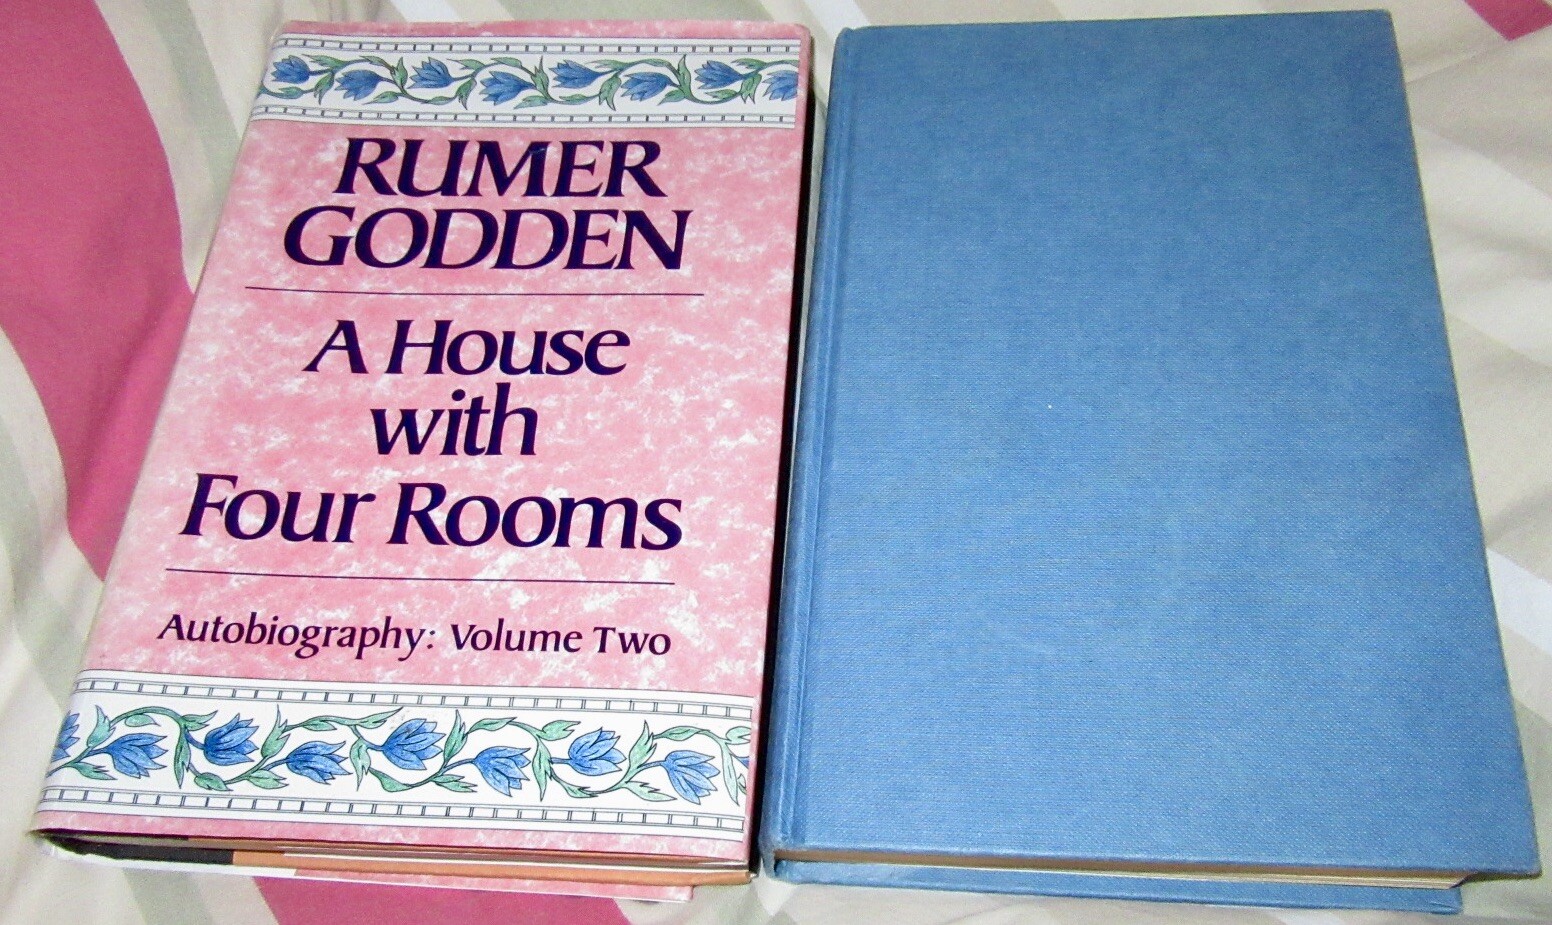 RUMER
GODDEN
A House
with
Four Rooms
Autobiography: Volume Two